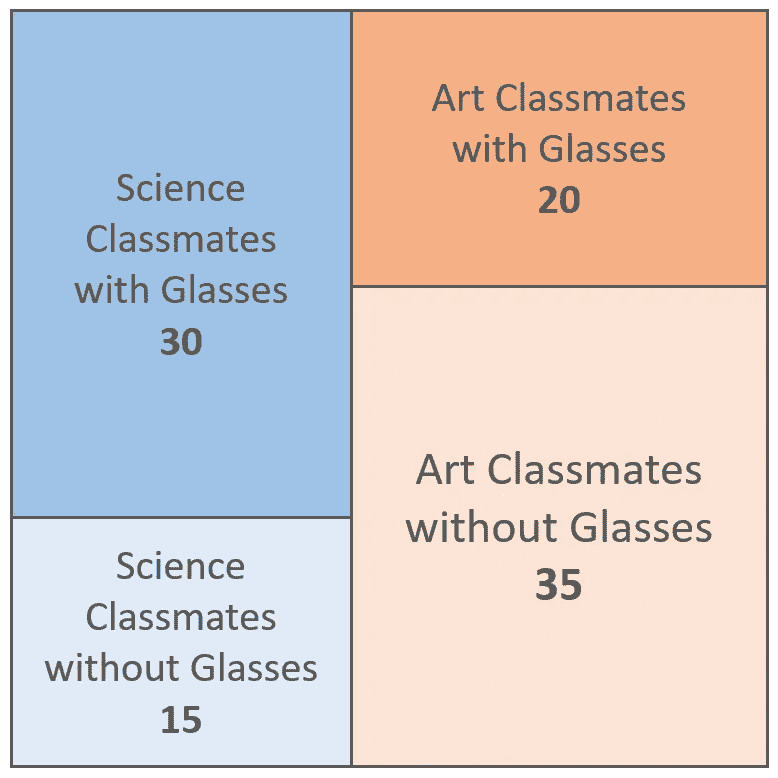 Science
Classmates
with Glasses
30
Art Classmates
with Glasses
20
Science
Classmates
without Glasses
15
Art Classmates
without Glasses
35